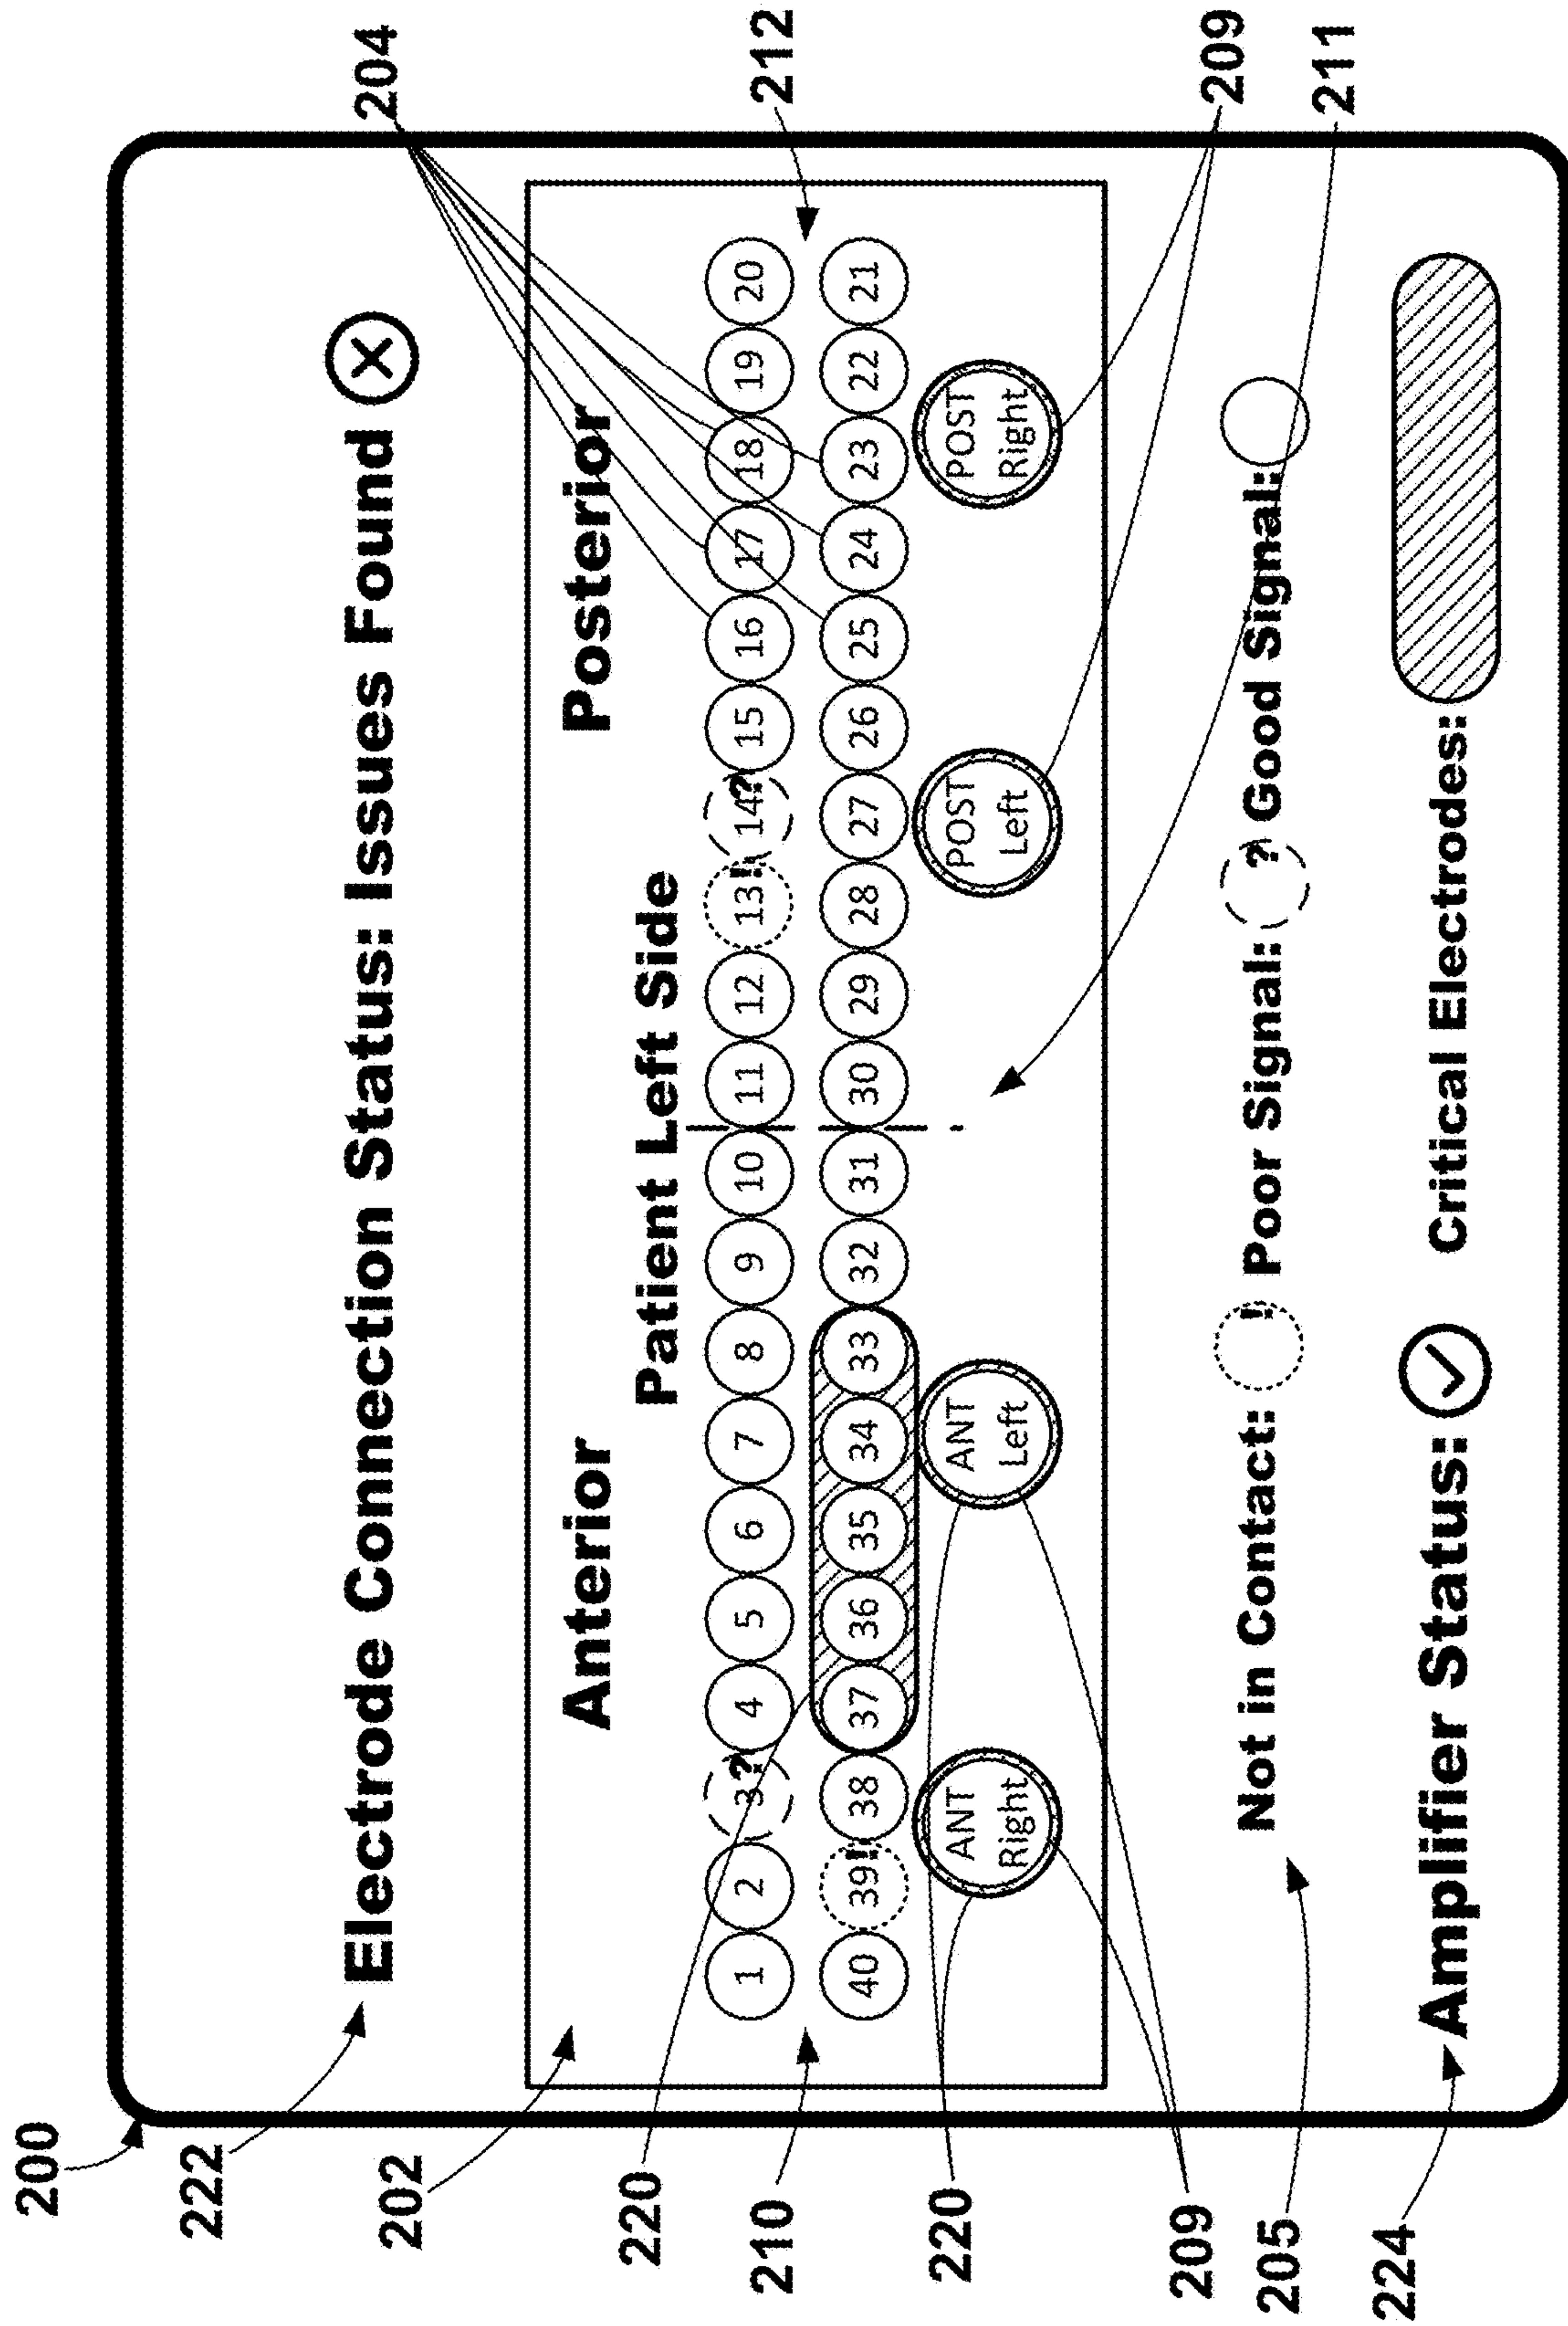 200
222
202
220
210
220
209
205
224
204
212
209
211
Electrode Connection Status: Issues Found
Anterior Posterior
Patient Left Side
1 2 3? 4 5 6 7 8 9 10 11 12 13! 14? 15 16 17 18 19 20
40 39! 38 37 36 35 34 33 32 31 30 29 28 27 26 25 24 23 22 21
ANT Right
ANT Left
POST Left
POST Right
Not in Contact: ! Poor Signal: ? Good Signal:
Amplifier Status: Critical Electrodes: